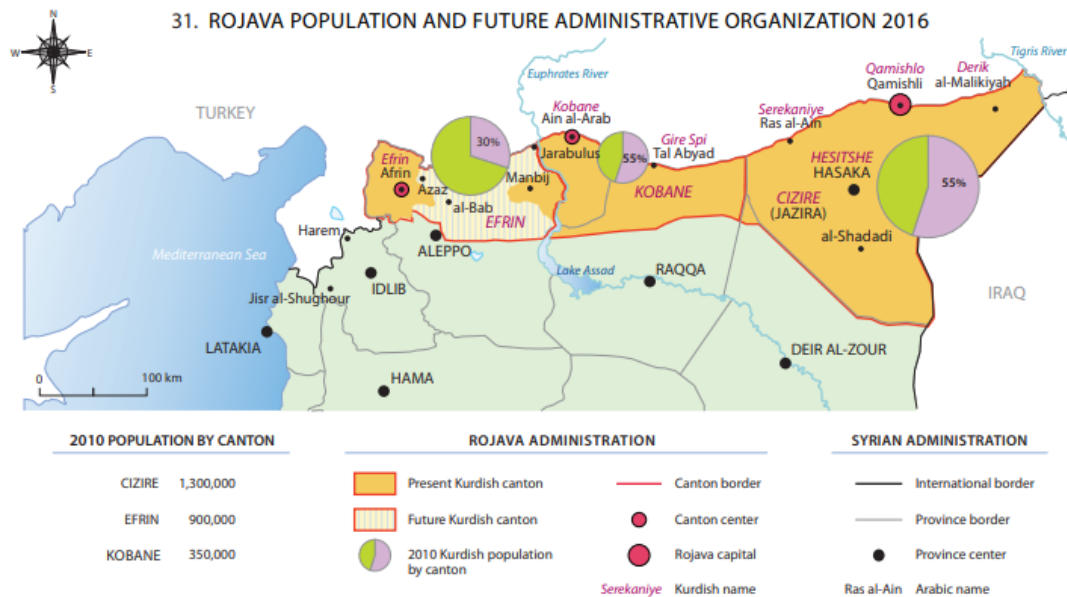 31. ROJAVA POPULATION AND FUTURE ADMINISTRATIVE ORGANIZATION 2016
N
W E
S
TURKEY
Euphrates River
Tigris River
Kobane
Ain al-Arab
Jarabulus
Gire Spi
Tal Abyad
Serekaniye
Ras al-Ain
Qamishlo
Qamishli
Derik
al-Malikiyah
Efrin
Afrin
Azaz
al-Bab
Manbij
30%
55%
EFRIN
KOBANE
HESITSHE
HASAKA
CIZIRE
(JAZIRA)
al-Shadadi
55%
Harem
ALEPPO
Mediterranean Sea
Lake Assad
RAQQA
IRAQ
IDLIB
Jisr al-Shughour
LATAKIA
DEIR AL-ZOUR
HAMA
0 100 km
2010 POPULATION BY CANTON
CIZIRE 1,300,000
EFRIN 900,000
KOBANE 350,000
ROJAVA ADMINISTRATION
Present Kurdish canton
Future Kurdish canton
2010 Kurdish population
by canton
Canton border
Canton center
Rojava capital
Serekaniye Kurdish name
SYRIAN ADMINISTRATION
International border
Province border
Province center
Ras al-Ain Arabic name